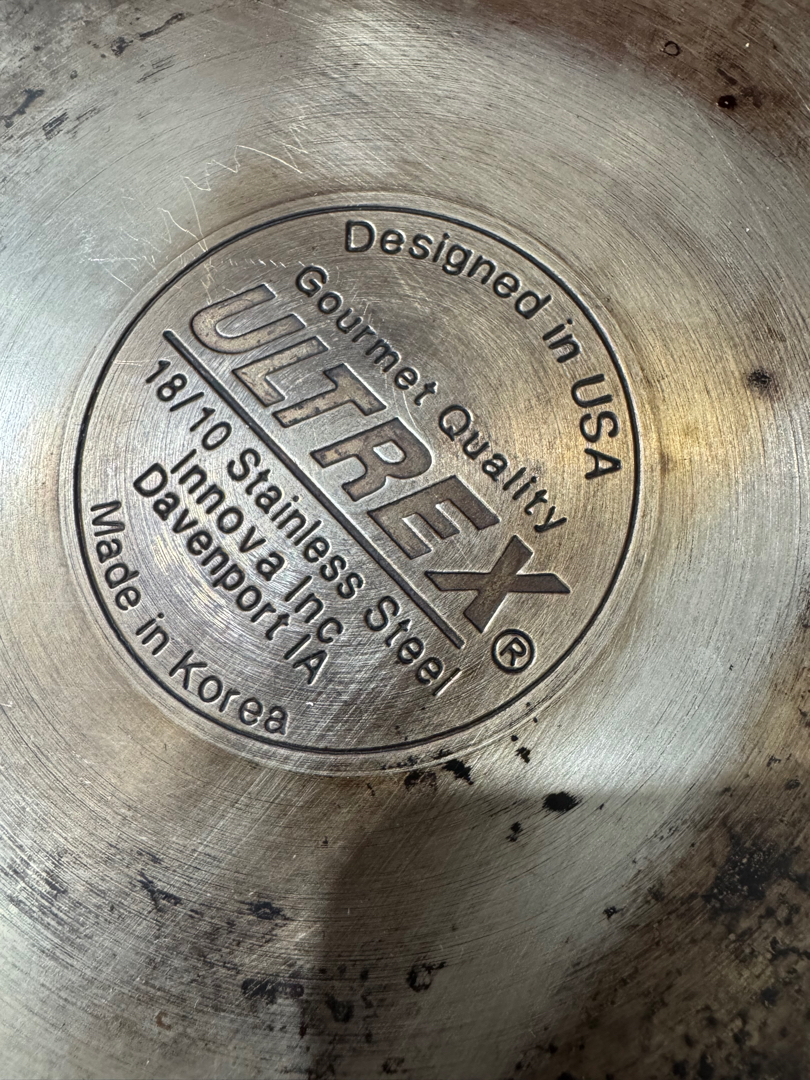 Designed in USA
Gourmet Quality
ULTREX®
18/10 Stainless Steel
Innova Inc
Davenport IA
Made in Korea